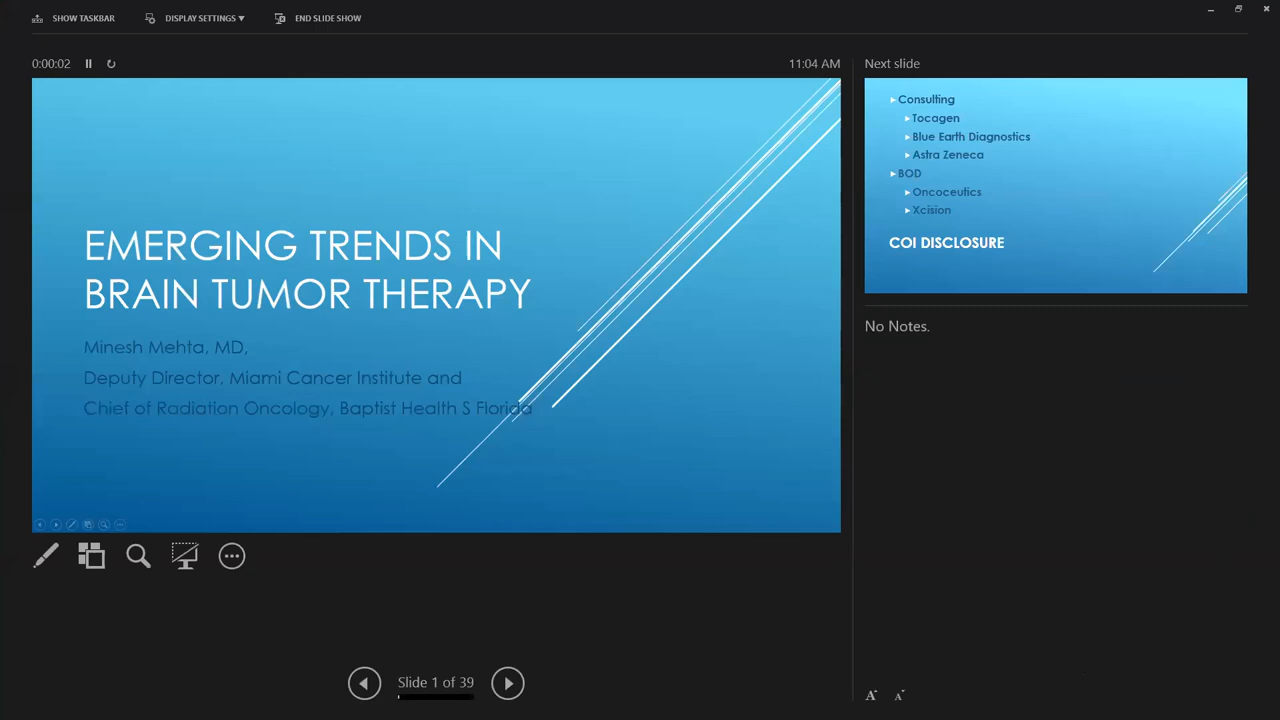 SHOW TASKBAR
DISPLAY SETTINGS ▼
END SLIDE SHOW
0:00:02
11:04 AM
EMERGING TRENDS IN
BRAIN TUMOR THERAPY
Minesh Mehta, MD,
Deputy Director, Miami Cancer Institute and
Chief of Radiation Oncology, Baptist Health S Florida
Slide 1 of 39
Next slide
Consulting
Tocagen
Blue Earth Diagnostics
Astra Zeneca
BOD
Oncoceutics
Xcision
COI DISCLOSURE
No Notes.
A A